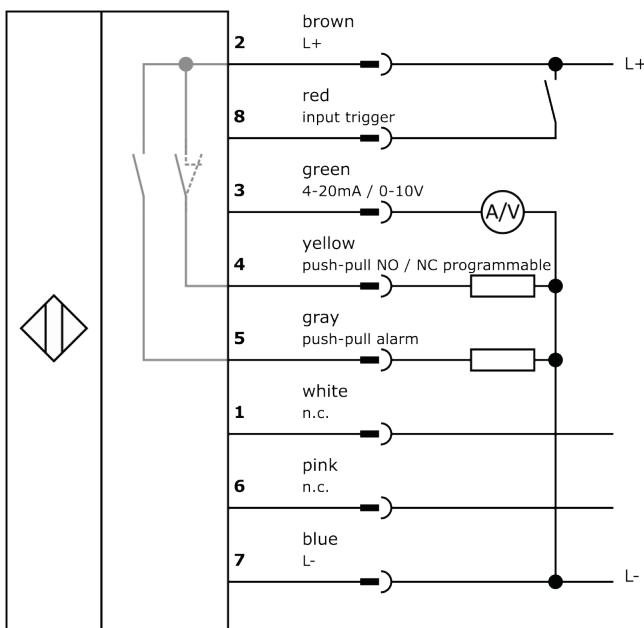 brown
2 L+
L+
red
8 input trigger
green
3 4-20mA / 0-10V
A/V
yellow
4 push-pull NO / NC programmable
gray
5 push-pull alarm
white
1 n.c.
pink
6 n.c.
blue
7 L-
L-